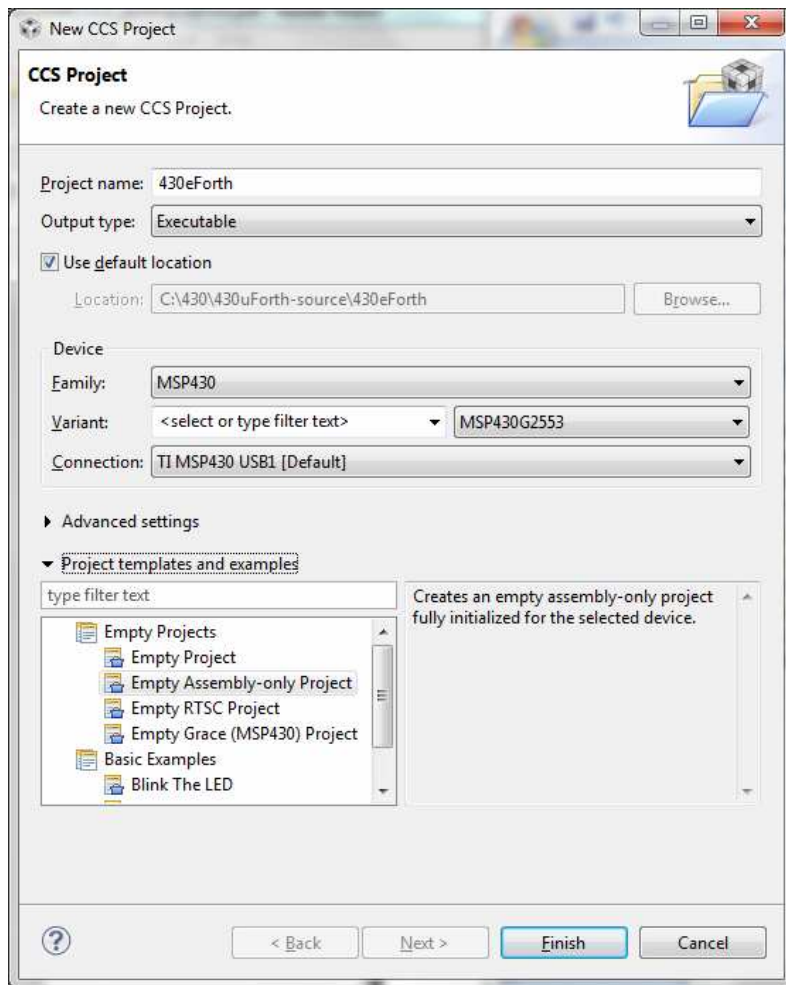 New CCS Project
CCS Project
Create a new CCS Project.
Project name: 430eForth
Output type: Executable
Use default location
Location: C:\430\430uForth-source\430eForth Browse...
Device
Family: MSP430
Variant: <select or type filter text> MSP430G2553
Connection: TI MSP430 USB1 [Default]
Advanced settings
Project templates and examples
type filter text
Creates an empty assembly-only project
fully initialized for the selected device.
Empty Projects
Empty Project
Empty Assembly-only Project
Empty RTSC Project
Empty Grace (MSP430) Project
Basic Examples
Blink The LED
? < Back Next > Finish Cancel